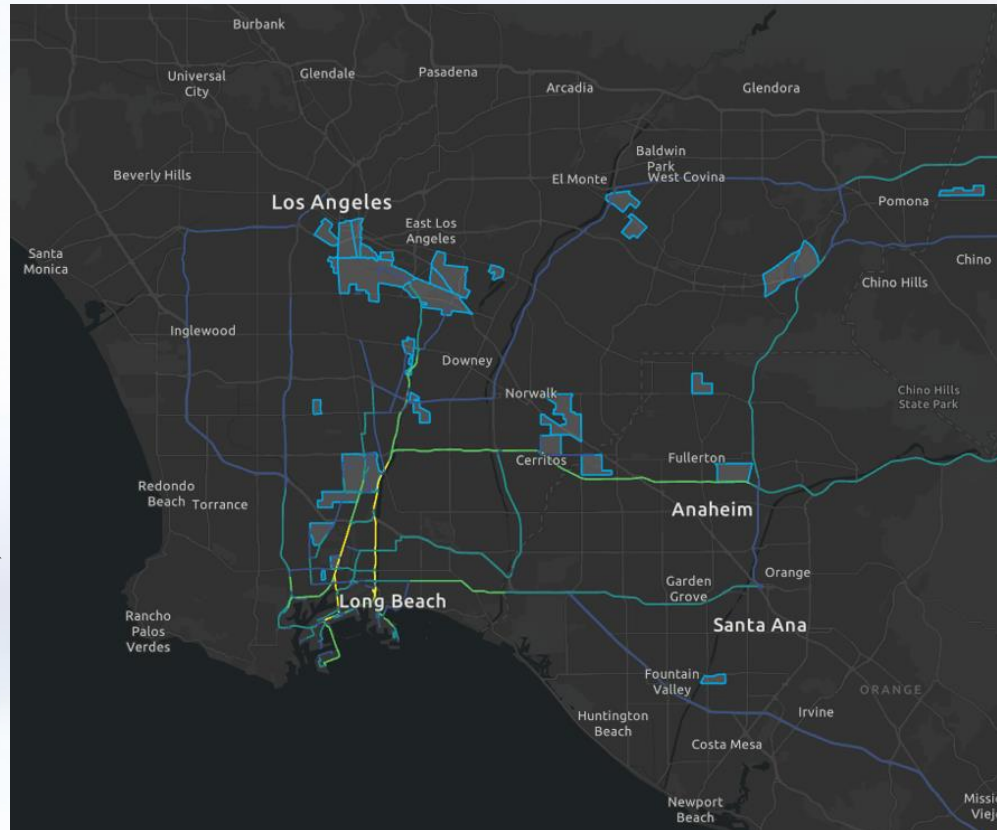 Burbank
Universal
City
Glendale
Pasadena
Arcadia
Glendora
Beverly Hills
El Monte
Baldwin
Park
West Covina
Los Angeles
Pomona
East Los
Angeles
Santa
Monica
Chino
Chino Hills
Inglewood
Downey
Norwalk
Chino Hills
State Park
Cerritos
Fullerton
Redondo
Beach
Torrance
Anaheim
Orange
Garden
Grove
Long Beach
Rancho
Palos
Verdes
Santa Ana
Fountain
Valley
ORANGE
Huntington
Beach
Irvine
Costa Mesa
Newport
Beach
Missi
Viej